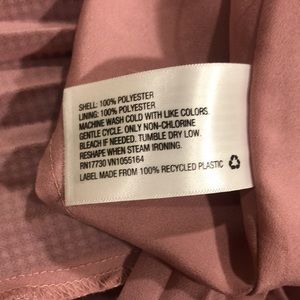 SHELL: 100% POLYESTER
LINING: 100% POLYESTER
MACHINE WASH COLD WITH LIKE COLORS.
GENTLE CYCLE. ONLY NON-CHLORINE
BLEACH IF NEEDED. TUMBLE DRY LOW.
RESHAPE WHEN STEAM IRONING.
RN17730 VN1055164
LABEL MADE FROM 100% RECYCLED PLASTIC